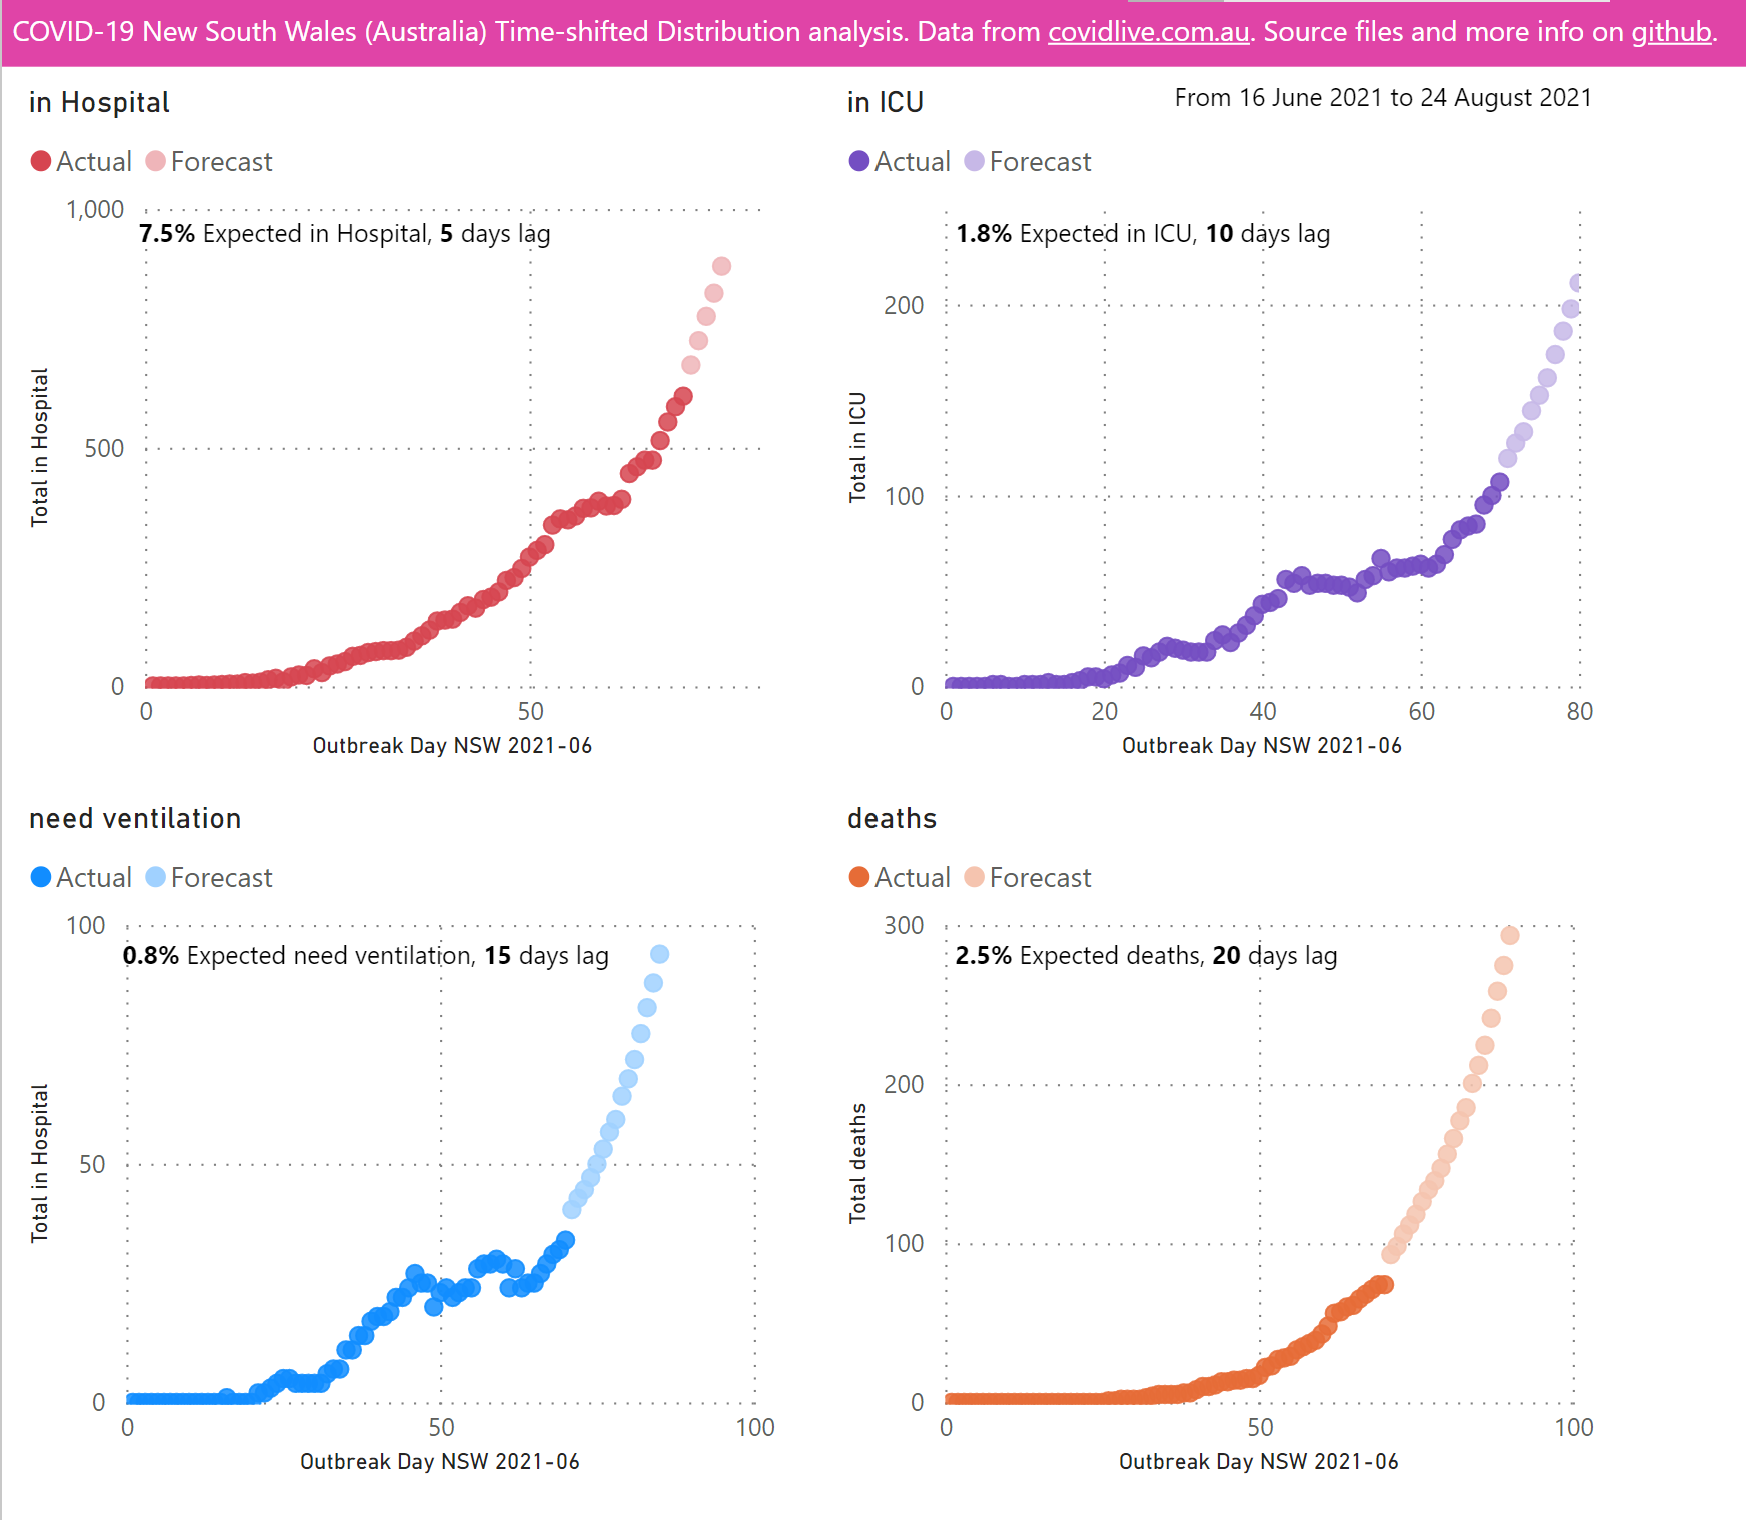 COVID-19 New South Wales (Australia) Time-shifted Distribution analysis. Data from covidlive.com.au. Source files and more info on github.
From 16 June 2021 to 24 August 2021
in Hospital
Actual Forecast
1,000
7.5% Expected in Hospital, 5 days lag
Total in Hospital
500
0
0 50
Outbreak Day NSW 2021-06
in ICU
Actual Forecast
1.8% Expected in ICU, 10 days lag
200
Total in ICU
100
0
0 20 40 60 80
Outbreak Day NSW 2021-06
need ventilation
Actual Forecast
100
0.8% Expected need ventilation, 15 days lag
Total in Hospital
50
0
0 50 100
Outbreak Day NSW 2021-06
deaths
Actual Forecast
300
2.5% Expected deaths, 20 days lag
200
Total deaths
100
0
0 50 100
Outbreak Day NSW 2021-06